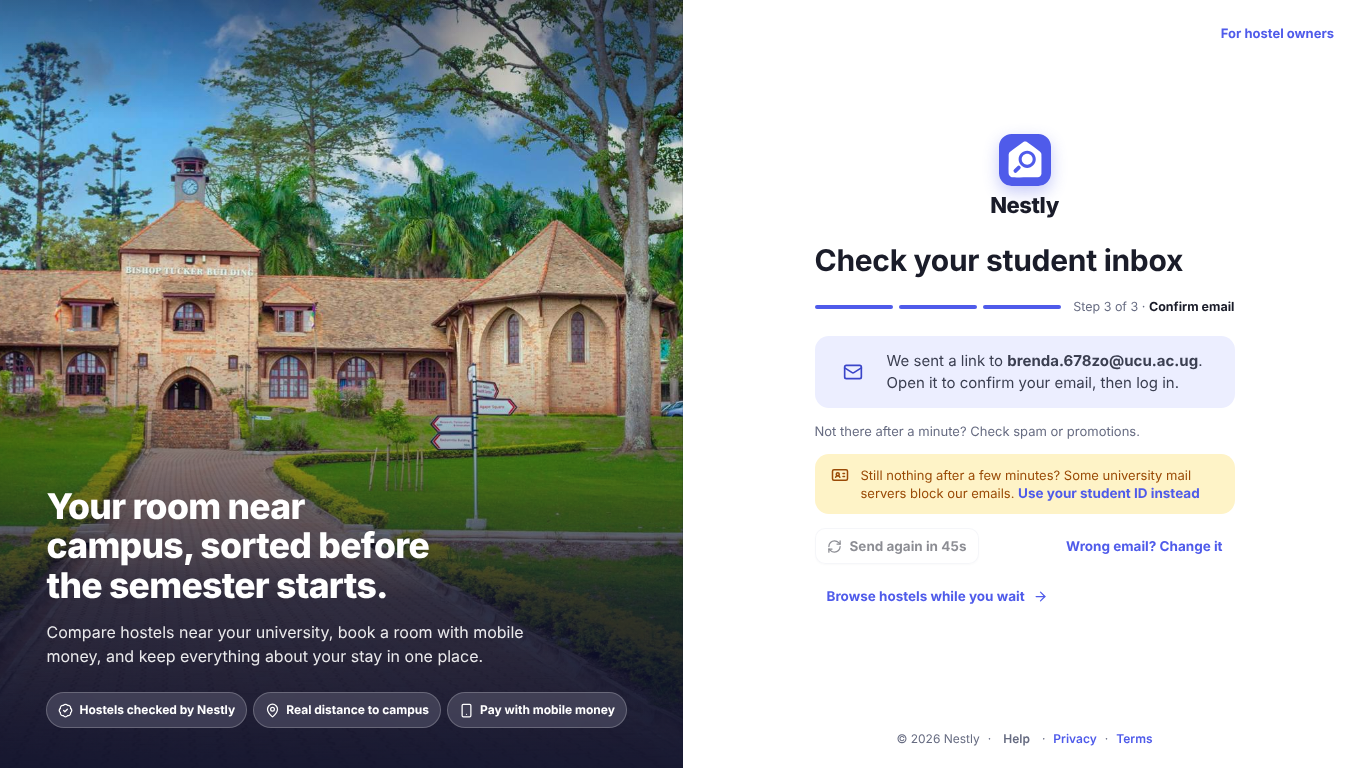 For hostel owners
BISHOP TUCKER BUILDING
Your room near
campus, sorted before
the semester starts.
Compare hostels near your university, book a room with mobile
money, and keep everything about your stay in one place.
Hostels checked by Nestly
Real distance to campus
Pay with mobile money
Nestly
Check your student inbox
Step 3 of 3 · Confirm email
We sent a link to brenda.678zo@ucu.ac.ug.
Open it to confirm your email, then log in.
Not there after a minute? Check spam or promotions.
Still nothing after a few minutes? Some university mail
servers block our emails. Use your student ID instead
Send again in 45s
Wrong email? Change it
Browse hostels while you wait
© 2026 Nestly · Help · Privacy · Terms